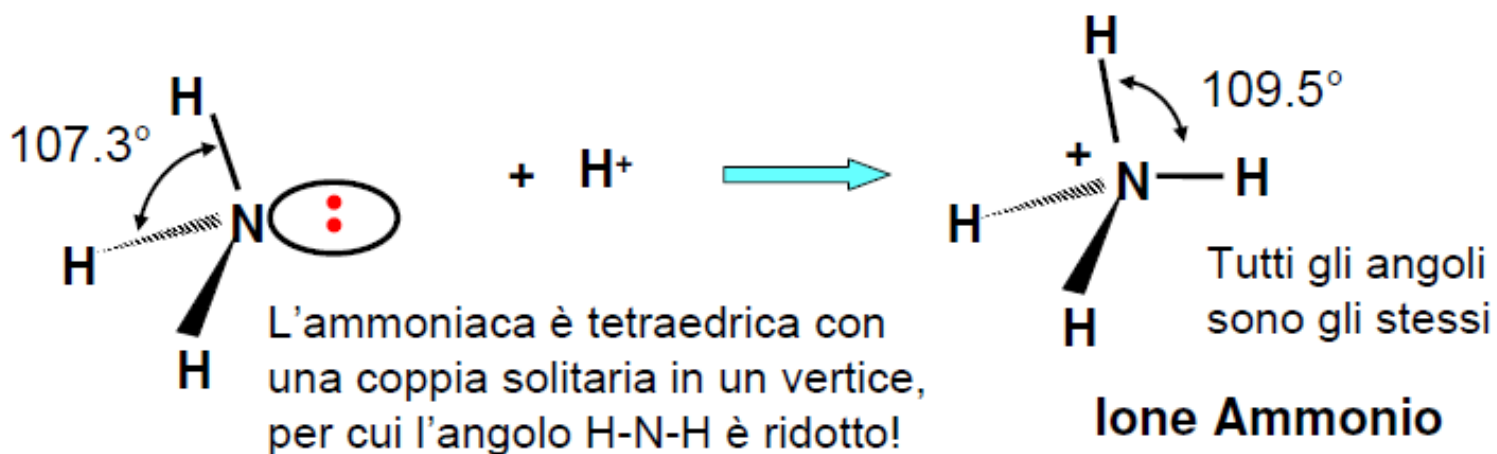 H
107.3°
H
N
H
+ H⁺
L'ammoniaca è tetraedrica con
una coppia solitaria in un vertice,
per cui l'angolo H-N-H è ridotto!
H
109.5°
+
N
H
H
H
Tutti gli angoli
sono gli stessi
Ione Ammonio